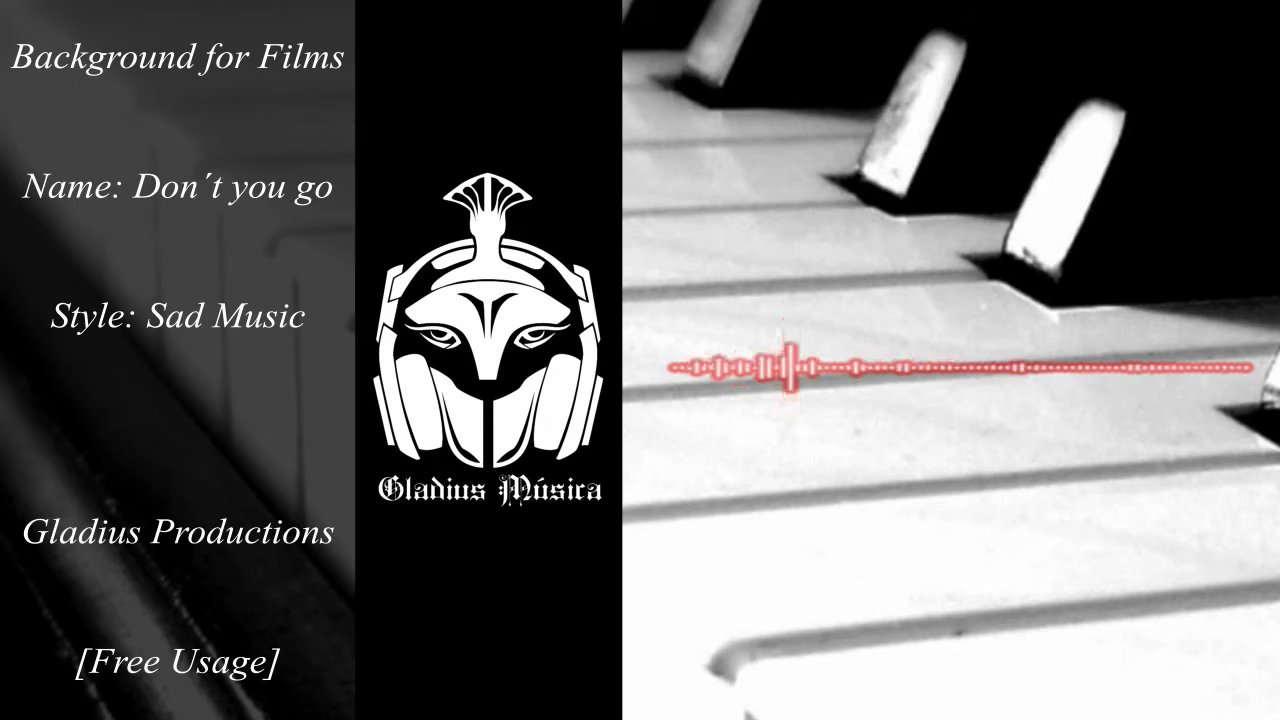 Background for Films
Name: Don´t you go
Style: Sad Music
Gladius Productions
[Free Usage]
Gladius Música